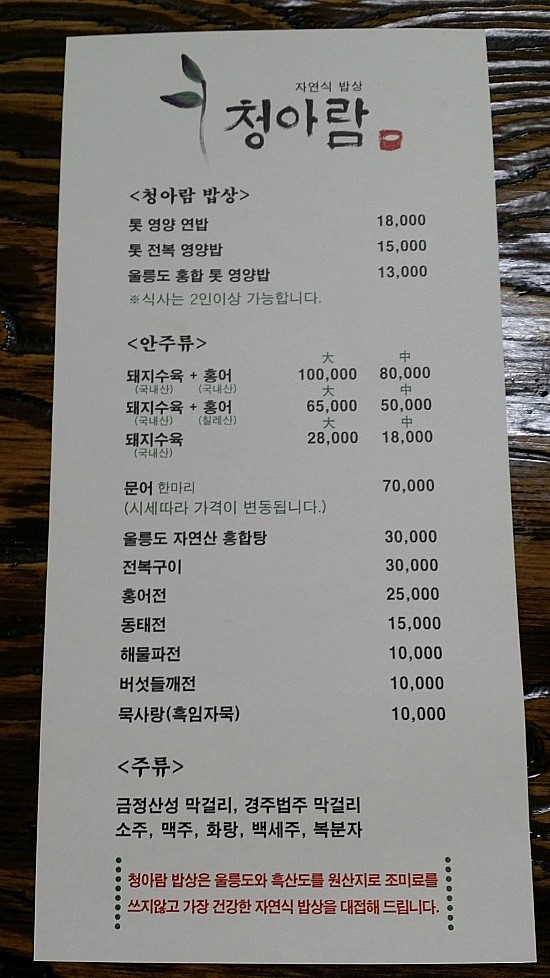 자연식 밥상
청아람
<청아람 밥상>
톳 영양 연밥 18,000
톳 전복 영양밥 15,000
울릉도 홍합 톳 영양밥 13,000
※식사는 2인이상 가능합니다.
<안주류>
大 中
돼지수육 + 홍어 100,000 80,000
(국내산) (국내산) 大 中
돼지수육 + 홍어 65,000 50,000
(국내산) (칠레산) 大 中
돼지수육 28,000 18,000
(국내산)
문어 한마리 70,000
(시세따라 가격이 변동됩니다.)
울릉도 자연산 홍합탕 30,000
전복구이 30,000
홍어전 25,000
동태전 15,000
해물파전 10,000
버섯들깨전 10,000
묵사랑(흑임자묵) 10,000
<주류>
금정산성 막걸리, 경주법주 막걸리
소주, 맥주, 화랑, 백세주, 복분자
청아람 밥상은 울릉도와 흑산도를 원산지로 조미료를
쓰지않고 가장 건강한 자연식 밥상을 대접해 드립니다.